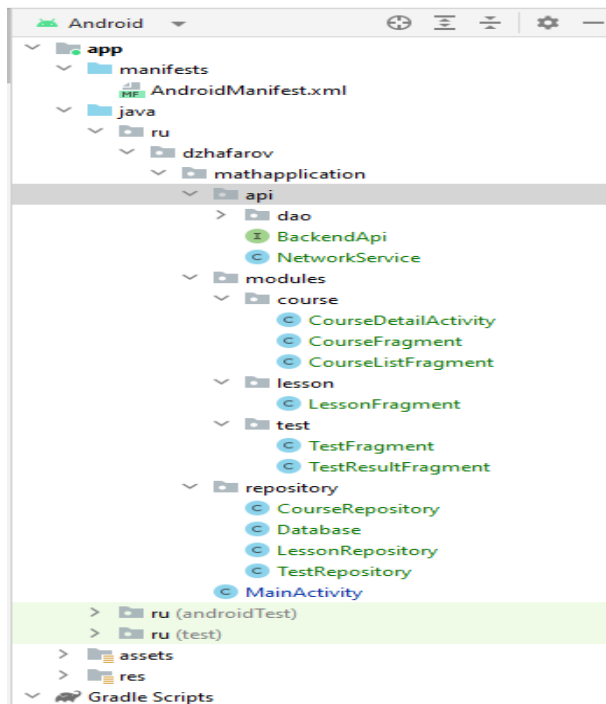 Android
app
manifests
MF AndroidManifest.xml
java
ru
dzhafarov
mathapplication
api
dao
I BackendApi
C NetworkService
modules
course
C CourseDetailActivity
C CourseFragment
C CourseListFragment
lesson
C LessonFragment
test
C TestFragment
C TestResultFragment
repository
C CourseRepository
C Database
C LessonRepository
C TestRepository
C MainActivity
ru (androidTest)
ru (test)
assets
res
Gradle Scripts